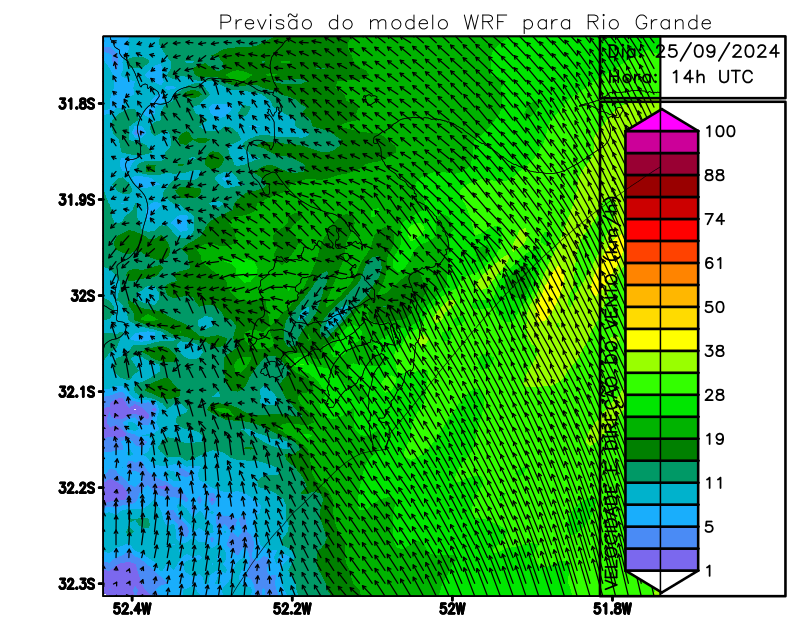 Previsão do modelo WRF para Rio Grande
Dia: 25/09/2024
Hora: 14h UTC
31.8S
31.9S
32S
32.1S
32.2S
32.3S
52.4W
52.2W
52W
51.8W
VELOCIDADE E DIREÇÃO DO VENTO (km/h)
100
88
74
61
50
38
28
19
11
5
1